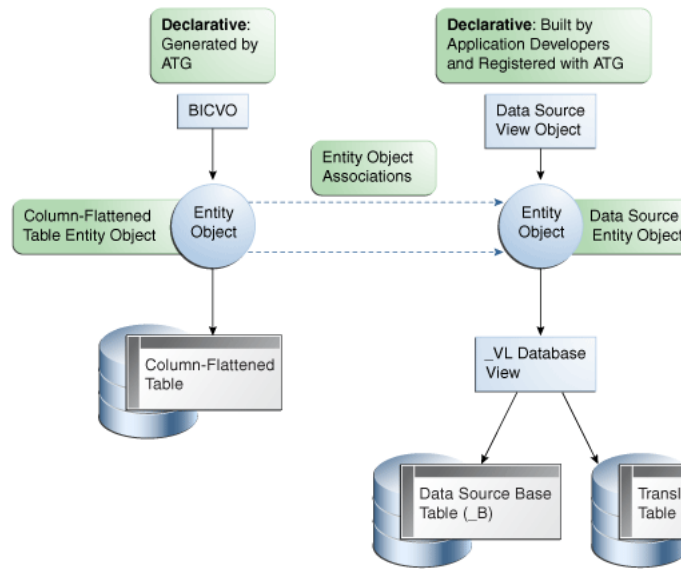 Declarative:
Generated by
ATG
Declarative: Built by
Application Developers
and Registered with ATG
BICVO
Data Source
View Object
Entity Object
Associations
Column-Flattened
Table Entity Object
Entity
Object
Entity
Object
Data Source
Entity Object
Column-Flattened
Table
_VL Database
View
Data Source Base
Table (_B)
Table